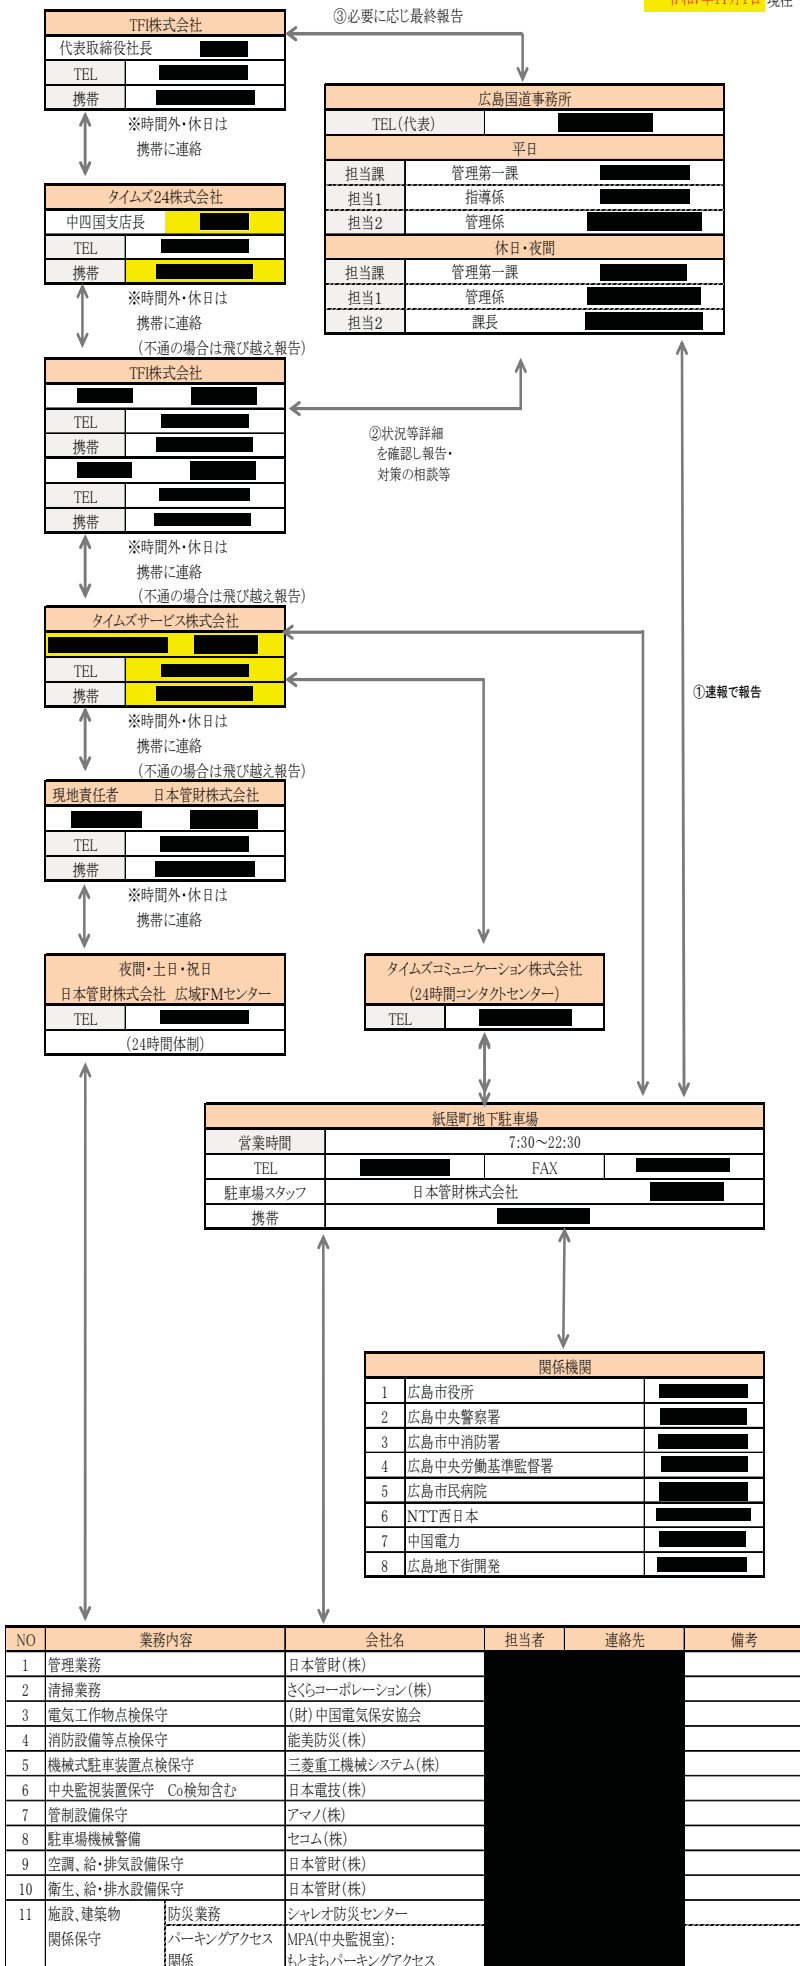 令和7年11月1日 現在
TFI株式会社
代表取締役社長
TEL
携帯
※時間外・休日は
携帯に連絡
③必要に応じ最終報告
広島国道事務所
TEL(代表)
平日
担当課 管理第一課
担当1 指導係
担当2 管理係
休日・夜間
担当課 管理第一課
担当1 管理係
担当2 課長
タイムズ24株式会社
中四国支店長
TEL
携帯
※時間外・休日は
携帯に連絡
(不通の場合は飛び越え報告)
TFI株式会社
TEL
携帯
TEL
携帯
②状況等詳細
を確認し報告・
対策の相談等
※時間外・休日は
携帯に連絡
(不通の場合は飛び越え報告)
タイムズサービス株式会社
TEL
携帯
①速報で報告
※時間外・休日は
携帯に連絡
(不通の場合は飛び越え報告)
現地責任者 日本管財株式会社
TEL
携帯
※時間外・休日は
携帯に連絡
夜間・土日・祝日
日本管財株式会社 広域FMセンター
TEL
(24時間体制)
タイムズコミュニケーション株式会社
(24時間コンタクトセンター)
TEL
紙屋町地下駐車場
営業時間 7:30～22:30
TEL FAX
駐車場スタッフ 日本管財株式会社
携帯
関係機関
1 広島市役所
2 広島中央警察署
3 広島市中消防署
4 広島中央労働基準監督署
5 広島市民病院
6 NTT西日本
7 中国電力
8 広島地下街開発
NO 業務内容 会社名 担当者 連絡先 備考
1 管理業務 日本管財(株)
2 清掃業務 さくらコーポレーション(株)
3 電気工作物点検保守 (財)中国電気保安協会
4 消防設備等点検保守 能美防災(株)
5 機械式駐車装置点検保守 三菱重工機械システム(株)
6 中央監視装置保守 Co検知含む 日本電技(株)
7 管制設備保守 アマノ(株)
8 駐車場機械警備 セコム(株)
9 空調、給・排気設備保守 日本管財(株)
10 衛生、給・排水設備保守 日本管財(株)
11 施設、建築物 防災業務 シャレオ防災センター
関係保守 パーキングアクセス MPA(中央監視室):
関係 もとまちパーキングアクセス